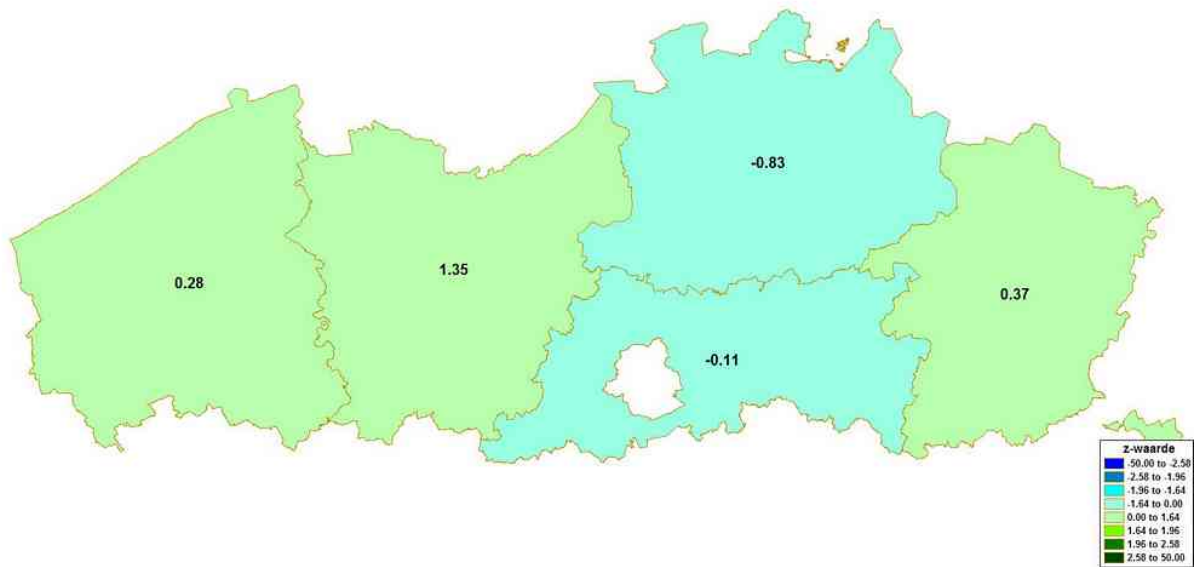 -0.83
1.35
0.28
0.37
-0.11
z-waarde
-50.00 to -2.58
-2.58 to -1.96
-1.96 to -1.64
-1.64 to 0.00
0.00 to 1.64
1.64 to 1.96
1.96 to 2.58
2.58 to 50.00